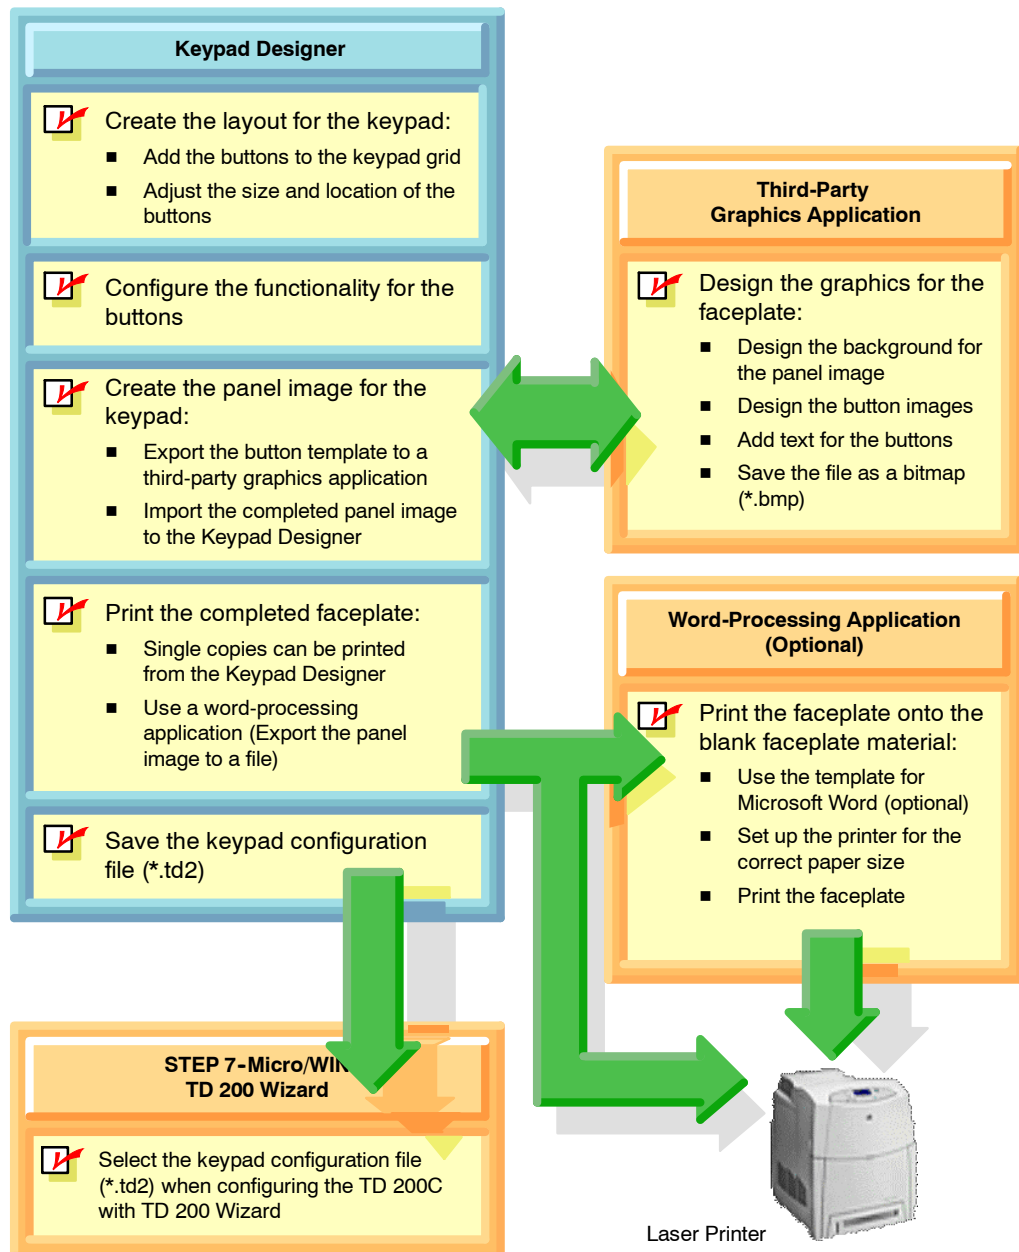 Keypad Designer
Create the layout for the keypad:
■ Add the buttons to the keypad grid
■ Adjust the size and location of the
buttons
Configure the functionality for the
buttons
Create the panel image for the
keypad:
■ Export the button template to a
third-party graphics application
■ Import the completed panel image
to the Keypad Designer
Print the completed faceplate:
■ Single copies can be printed
from the Keypad Designer
■ Use a word-processing
application (Export the panel
image to a file)
Save the keypad configuration
file (*.td2)
Third-Party
Graphics Application
Design the graphics for the
faceplate:
■ Design the background for
the panel image
■ Design the button images
■ Add text for the buttons
■ Save the file as a bitmap
(*.bmp)
Word-Processing Application
(Optional)
Print the faceplate onto the
blank faceplate material:
■ Use the template for
Microsoft Word (optional)
■ Set up the printer for the
correct paper size
■ Print the faceplate
STEP 7-Micro/WIN
TD 200 Wizard
Select the keypad configuration file
(*.td2) when configuring the TD 200C
with TD 200 Wizard
Laser Printer